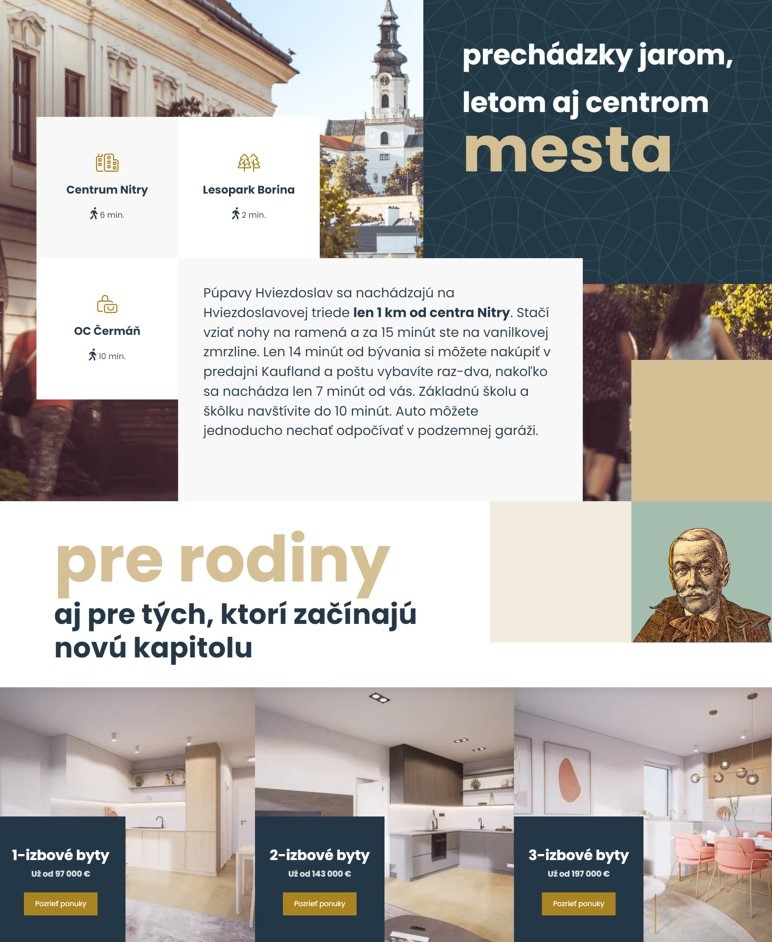 prechádzky jarom,
letom aj centrom
mesta
Centrum Nitry
6 min.
Lesopark Borina
2 min.
OC Čermáň
10 min.
Púpavy Hviezdoslav sa nachádzajú na
Hviezdoslavovej triede len 1 km od centra Nitry. Stačí
vziať nohy na ramená a za 15 minút ste na vanilkovej
zmrzline. Len 14 minút od bývania si môžete nakúpiť v
predajni Kaufland a poštu vybavíte raz-dva, nakoľko
sa nachádza len 7 minút od vás. Základnú školu a
škôlku navštívite do 10 minút. Auto môžete
jednoducho nechať odpočívať v podzemnej garáži.
pre rodiny
aj pre tých, ktorí začínajú
novú kapitolu
1-izbové byty
Už od 97 000 €
Pozrieť ponuky
2-izbové byty
Už od 143 000 €
Pozrieť ponuky
3-izbové byty
Už od 197 000 €
Pozrieť ponuky